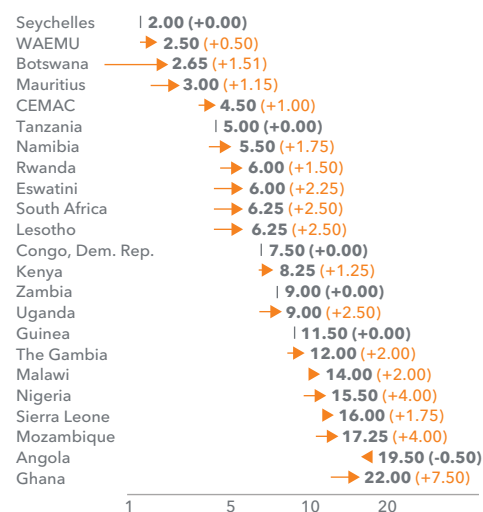 Seychelles 2.00 (+0.00)
WAEMU 2.50 (+0.50)
Botswana 2.65 (+1.51)
Mauritius 3.00 (+1.15)
CEMAC 4.50 (+1.00)
Tanzania 5.00 (+0.00)
Namibia 5.50 (+1.75)
Rwanda 6.00 (+1.50)
Eswatini 6.00 (+2.25)
South Africa 6.25 (+2.50)
Lesotho 6.25 (+2.50)
Congo, Dem. Rep. 7.50 (+0.00)
Kenya 8.25 (+1.25)
Zambia 9.00 (+0.00)
Uganda 9.00 (+2.50)
Guinea 11.50 (+0.00)
The Gambia 12.00 (+2.00)
Malawi 14.00 (+2.00)
Nigeria 15.50 (+4.00)
Sierra Leone 16.00 (+1.75)
Mozambique 17.25 (+4.00)
Angola 19.50 (-0.50)
Ghana 22.00 (+7.50)
1 5 10 20